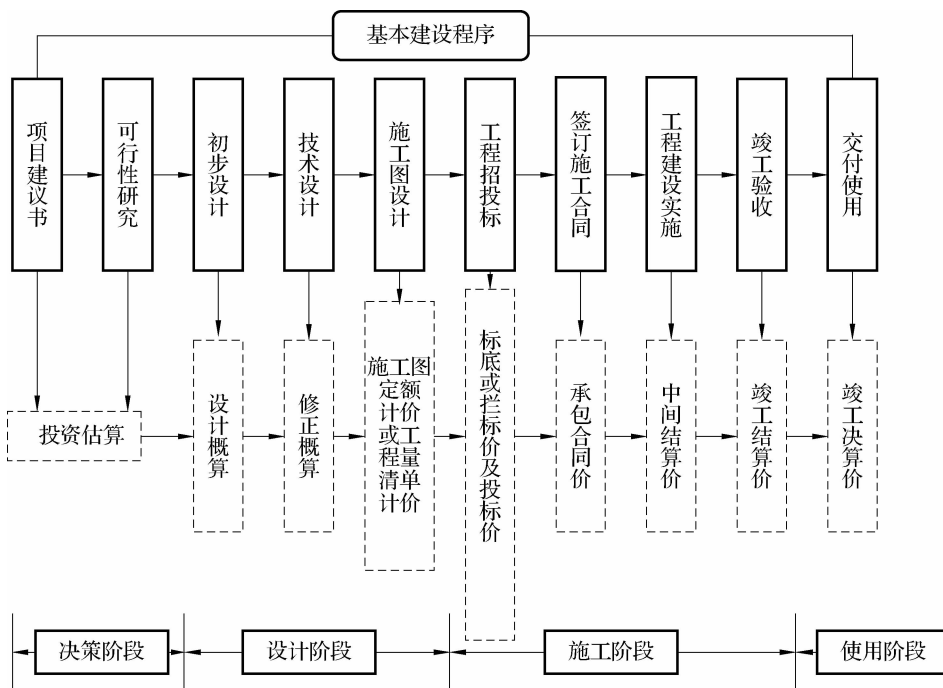 基本建设程序
项目建议书
可行性研究
初步设计
技术设计
施工图设计
工程招投标
签订施工合同
工程建设实施
竣工验收
交付使用
投资估算
设计概算
修正概算
施工图
定额
计价
或工
程量
清单
计价
标底或拦标价及投标价
承包合同价
中间结算价
竣工结算价
竣工决算价
决策阶段
设计阶段
施工阶段
使用阶段